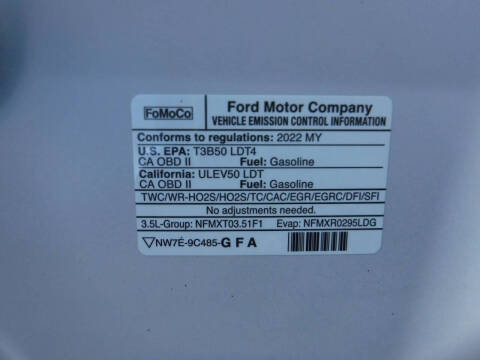 FoMoCo
Ford Motor Company
VEHICLE EMISSION CONTROL INFORMATION
Conforms to regulations: 2022 MY
U.S. EPA: T3B50 LDT4
CA OBD II Fuel: Gasoline
California: ULEV50 LDT
CA OBD II Fuel: Gasoline
TWC/WR-HO2S/HO2S/TC/CAC/EGR/EGRC/DFI/SFI
No adjustments needed.
3.5L-Group: NFMXT03.51F1 Evap: NFMXR0295LDG
NW7E-9C485-GFA